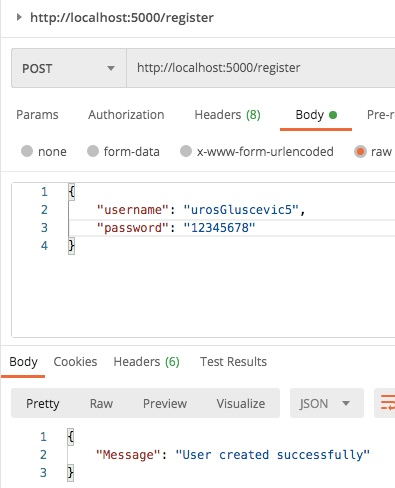 http://localhost:5000/register
POST http://localhost:5000/register
Params Authorization Headers (8) Body Pre-r
none form-data x-www-form-urlencoded raw
1 {
2 "username": "urosGluscevic5",
3 "password": "12345678"
4 }
Body Cookies Headers (6) Test Results
Pretty Raw Preview Visualize JSON
1 {
2 "Message": "User created successfully"
3 }